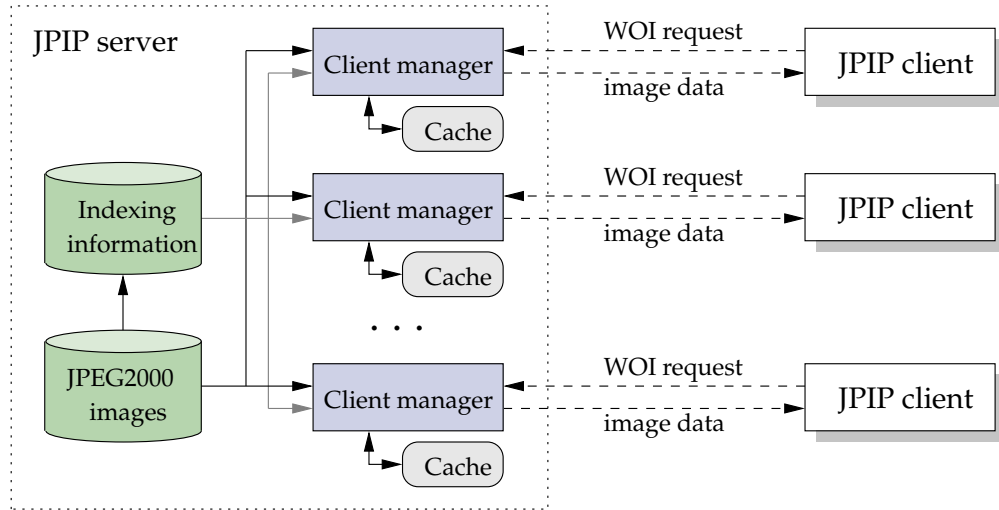 JPIP server
Client manager
Cache
WOI request
image data
JPIP client
Indexing
information
Client manager
Cache
WOI request
image data
JPIP client
. . .
JPEG2000
images
Client manager
Cache
WOI request
image data
JPIP client